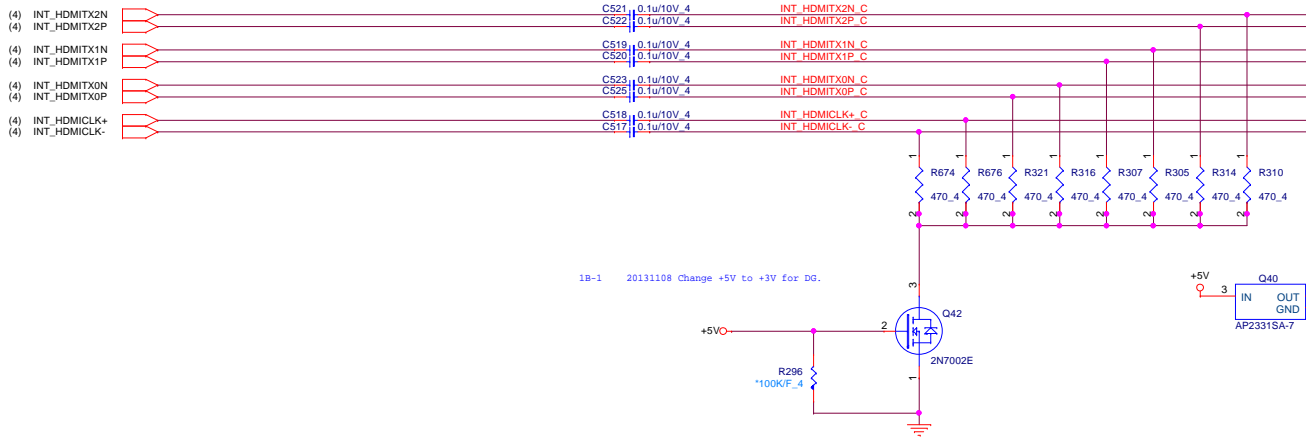 (4) INT_HDMITX2N C521 0.1u/10V_4 INT_HDMITX2N_C
(4) INT_HDMITX2P C522 0.1u/10V_4 INT_HDMITX2P_C
(4) INT_HDMITX1N C519 0.1u/10V_4 INT_HDMITX1N_C
(4) INT_HDMITX1P C520 0.1u/10V_4 INT_HDMITX1P_C
(4) INT_HDMITX0N C523 0.1u/10V_4 INT_HDMITX0N_C
(4) INT_HDMITX0P C525 0.1u/10V_4 INT_HDMITX0P_C
(4) INT_HDMICLK+ C518 0.1u/10V_4 INT_HDMICLK+_C
(4) INT_HDMICLK- C517 0.1u/10V_4 INT_HDMICLK-_C
1 1 1 1 1 1 1 1
R674 R676 R321 R316 R307 R305 R314 R310
470_4 470_4 470_4 470_4 470_4 470_4 470_4 470_4
2 2 2 2 2 2 2 2
1B-1 20131108 Change +5V to +3V for DG.
+5V
3
Q40
IN OUT
GND
AP2331SA-7
3
Q42
+5V
2
2N7002E
1
R296
*100K/F_4